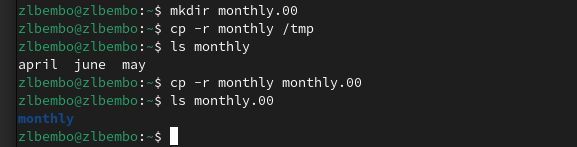 zlbembo@zlbembo:~$ mkdir monthly.00
zlbembo@zlbembo:~$ cp -r monthly /tmp
zlbembo@zlbembo:~$ ls monthly
april  june  may
zlbembo@zlbembo:~$ cp -r monthly monthly.00
zlbembo@zlbembo:~$ ls monthly.00
monthly
zlbembo@zlbembo:~$